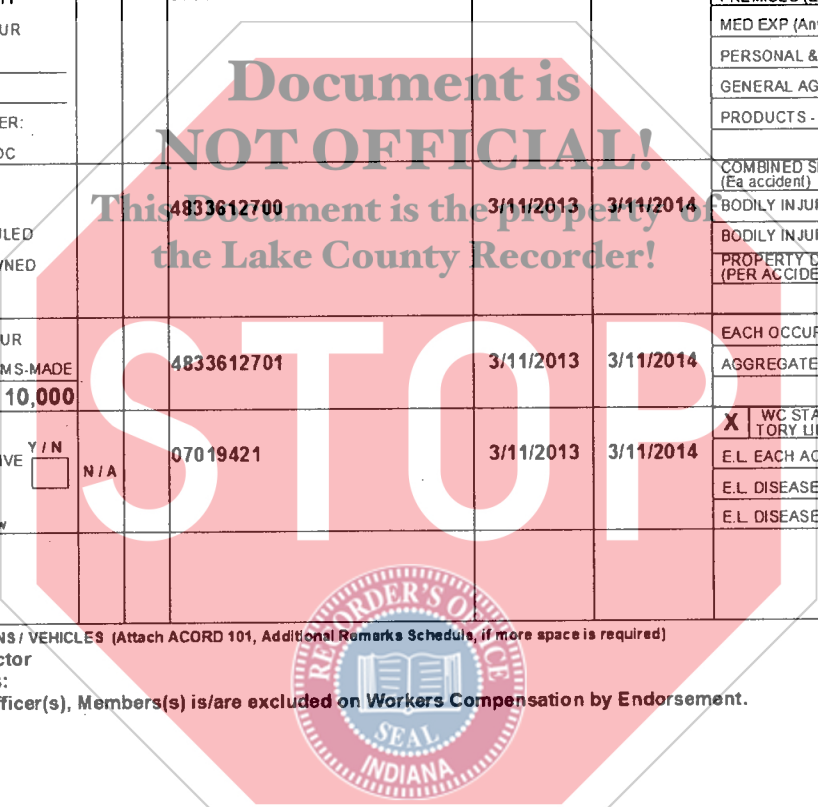 MED EXP (An
UR
PERSONAL &
Document is
GENERAL AG
ER:
PRODUCTS -
NOT OFFICIAL!
OC
COMBINED S
(Ea accident)
This Document is the property of
4833612700 3/11/2013 3/11/2014 BODILY INJU
ULED
BODILY INJU
the Lake County Recorder!
WNED
PROPERTY D
(PER ACCIDE
STOP
UR
EACH OCCUR
MS-MADE
4833612701 3/11/2013 3/11/2014 AGGREGATE
10,000
X WC STA
TORY LI
Y / N
IVE
N / A
07019421 3/11/2013 3/11/2014 E.L. EACH AC
E.L. DISEASE
E.L. DISEASE
NS / VEHICLES (Attach ACORD 101, Additional Remarks Schedule, if more space is required)
ctor
s:
fficer(s), Members(s) is/are excluded on Workers Compensation by Endorsement.
RECORDER'S OFFICE
SEAL
INDIANA